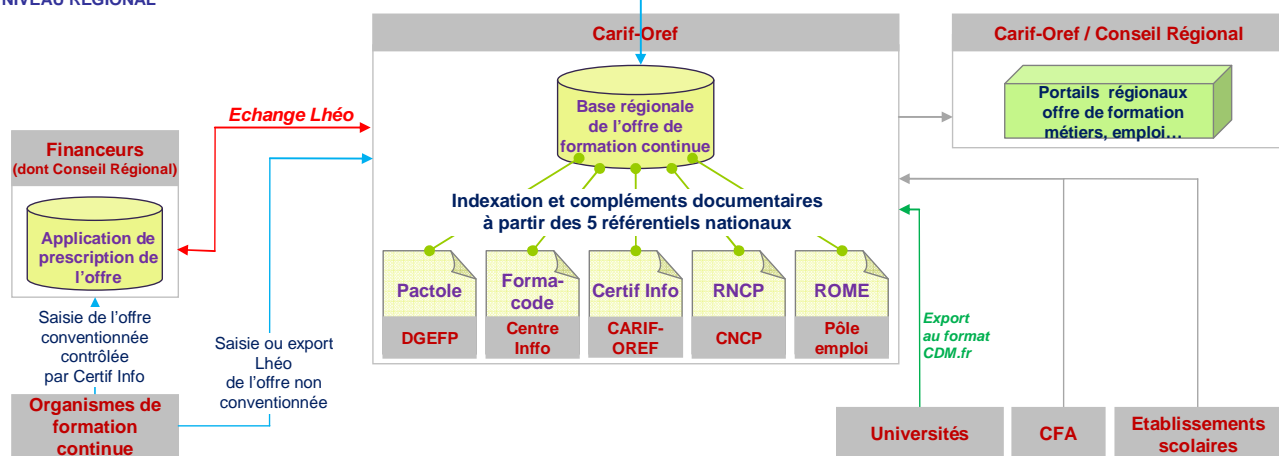 NIVEAU REGIONAL
Carif-Oref
Base régionale
de l'offre de
formation continue
Carif-Oref / Conseil Régional
Portails régionaux
offre de formation
métiers, emploi…
Echange Lhéo
Financeurs
(dont Conseil Régional)
Application de
prescription de
l'offre
Indexation et compléments documentaires
à partir des 5 référentiels nationaux
Pactole
DGEFP
Forma-
code
Centre
Inffo
Certif Info
CARIF-
OREF
RNCP
CNCP
ROME
Pôle
emploi
Saisie de l'offre
conventionnée
contrôlée
par Certif Info
Saisie ou export
Lhéo
de l'offre non
conventionnée
Export
au format
CDM.fr
Organismes de
formation
continue
Universités
CFA
Etablissements
scolaires